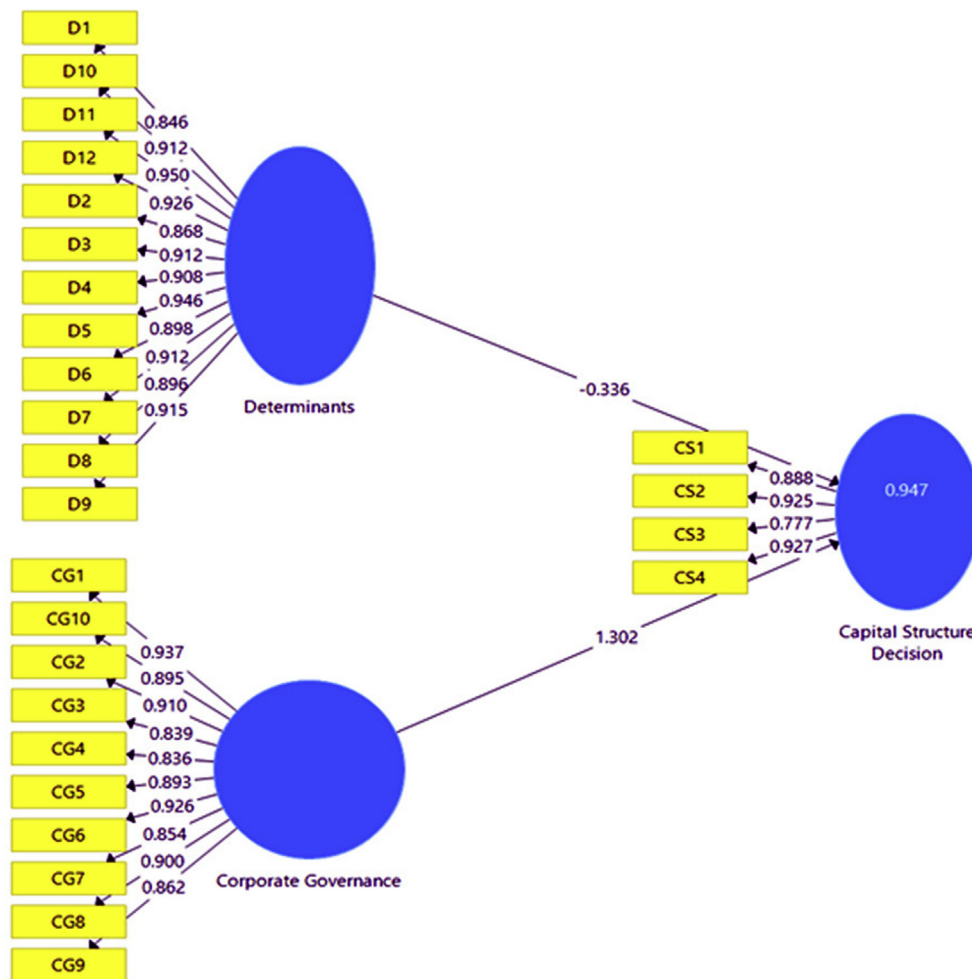 D1
D10
D11
D12
D2
D3
D4
D5
D6
D7
D8
D9
0.846
0.912
0.950
0.926
0.868
0.912
0.908
0.946
0.898
0.912
0.896
0.915
Determinants
-0.336
CS1
CS2
CS3
CS4
0.888
0.925
0.777
0.927
0.947
Capital Structure
Decision
1.302
CG1
CG10
CG2
CG3
CG4
CG5
CG6
CG7
CG8
CG9
0.937
0.895
0.910
0.839
0.836
0.893
0.926
0.854
0.900
0.862
Corporate Governance